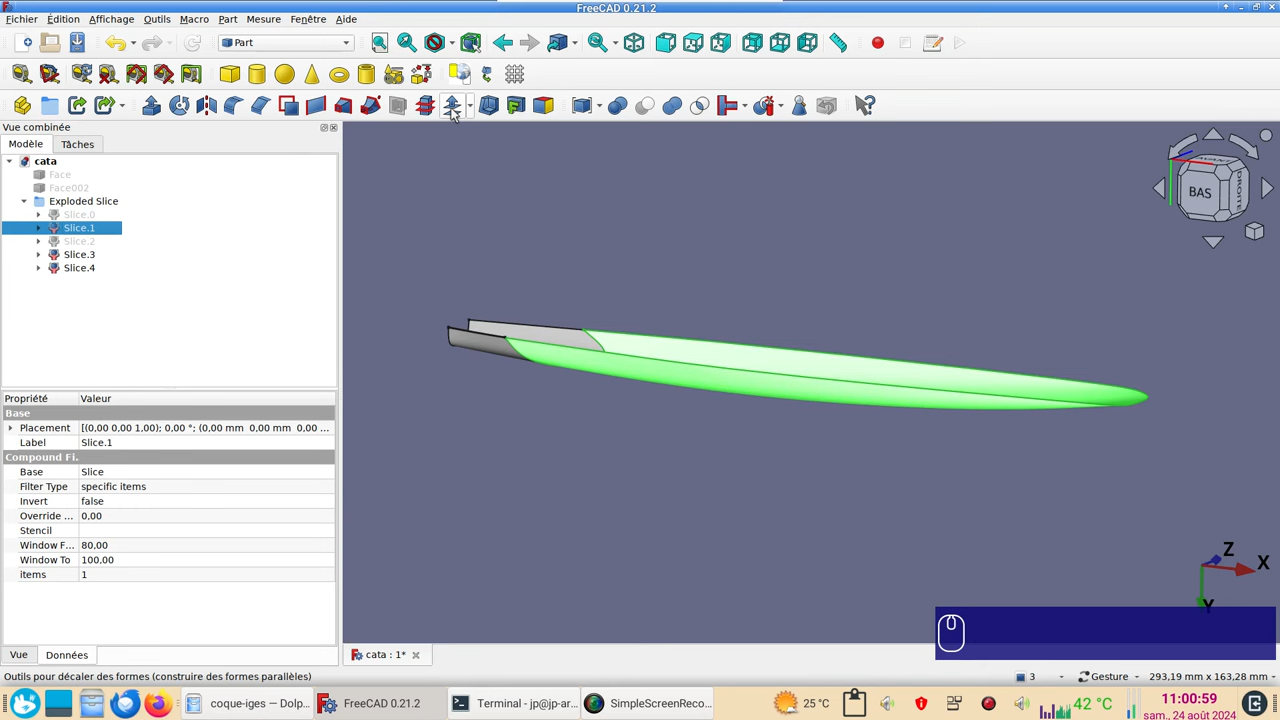 FreeCAD 0.21.2
Fichier Édition Affichage Outils Macro Part Mesure Fenêtre Aide
Part
Vue combinée
Modèle Tâches
cata
Face
Face002
Exploded Slice
Slice.0
Slice.1
Slice.2
Slice.3
Slice.4
AVANT
BAS
DROITE
Propriété Valeur
Base
Placement [(0,00 0,00 1,00); 0,00 °; (0,00 mm 0,00 mm 0,00 ...
Label Slice.1
Compound Fi.
Base Slice
Filter Type specific items
Invert false
Override ... 0,00
Stencil
Window F... 80,00
Window To 100,00
items 1
Z
X
Y
Vue Données
cata : 1*
Outils pour décaler des formes (construire des formes parallèles)
3 Gesture 293,19 mm x 163,28 mm
coque-iges — Dolp... FreeCAD 0.21.2 Terminal - jp@jp-ar... SimpleScreenReco... 25 °C 42 °C 11:00:59
sam., 24 août 2024